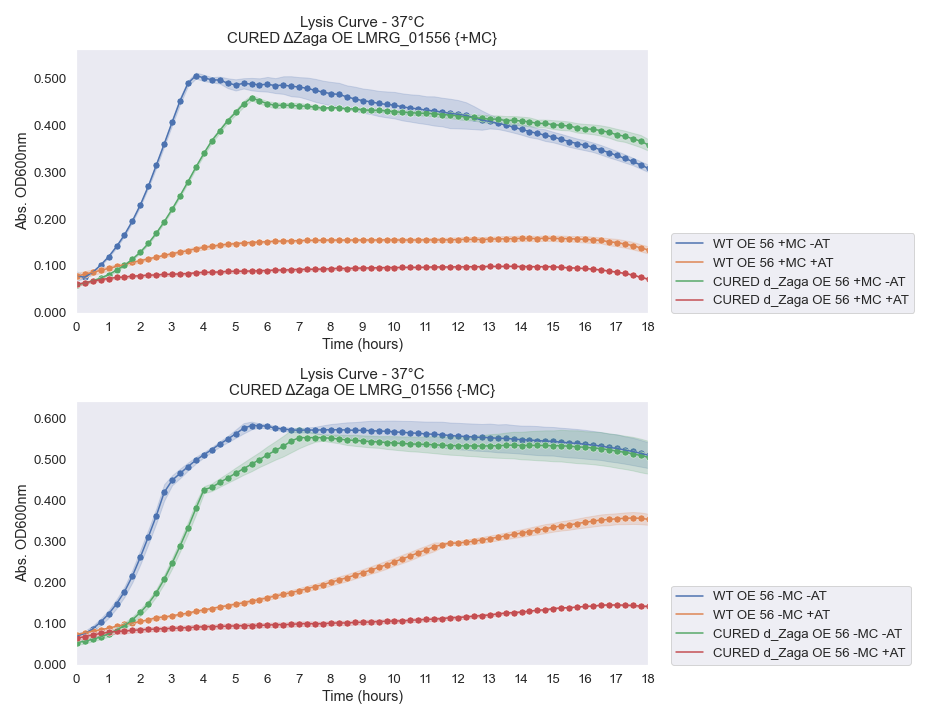 Lysis Curve - 37°C
CURED ΔZaga OE LMRG_01556 {+MC}
Abs. OD600nm
0.500
0.400
0.300
0.200
0.100
0.000
0 1 2 3 4 5 6 7 8 9 10 11 12 13 14 15 16 17 18
Time (hours)
WT OE 56 +MC -AT
WT OE 56 +MC +AT
CURED d_Zaga OE 56 +MC -AT
CURED d_Zaga OE 56 +MC +AT
Lysis Curve - 37°C
CURED ΔZaga OE LMRG_01556 {-MC}
Abs. OD600nm
0.600
0.500
0.400
0.300
0.200
0.100
0.000
0 1 2 3 4 5 6 7 8 9 10 11 12 13 14 15 16 17 18
Time (hours)
WT OE 56 -MC -AT
WT OE 56 -MC +AT
CURED d_Zaga OE 56 -MC -AT
CURED d_Zaga OE 56 -MC +AT